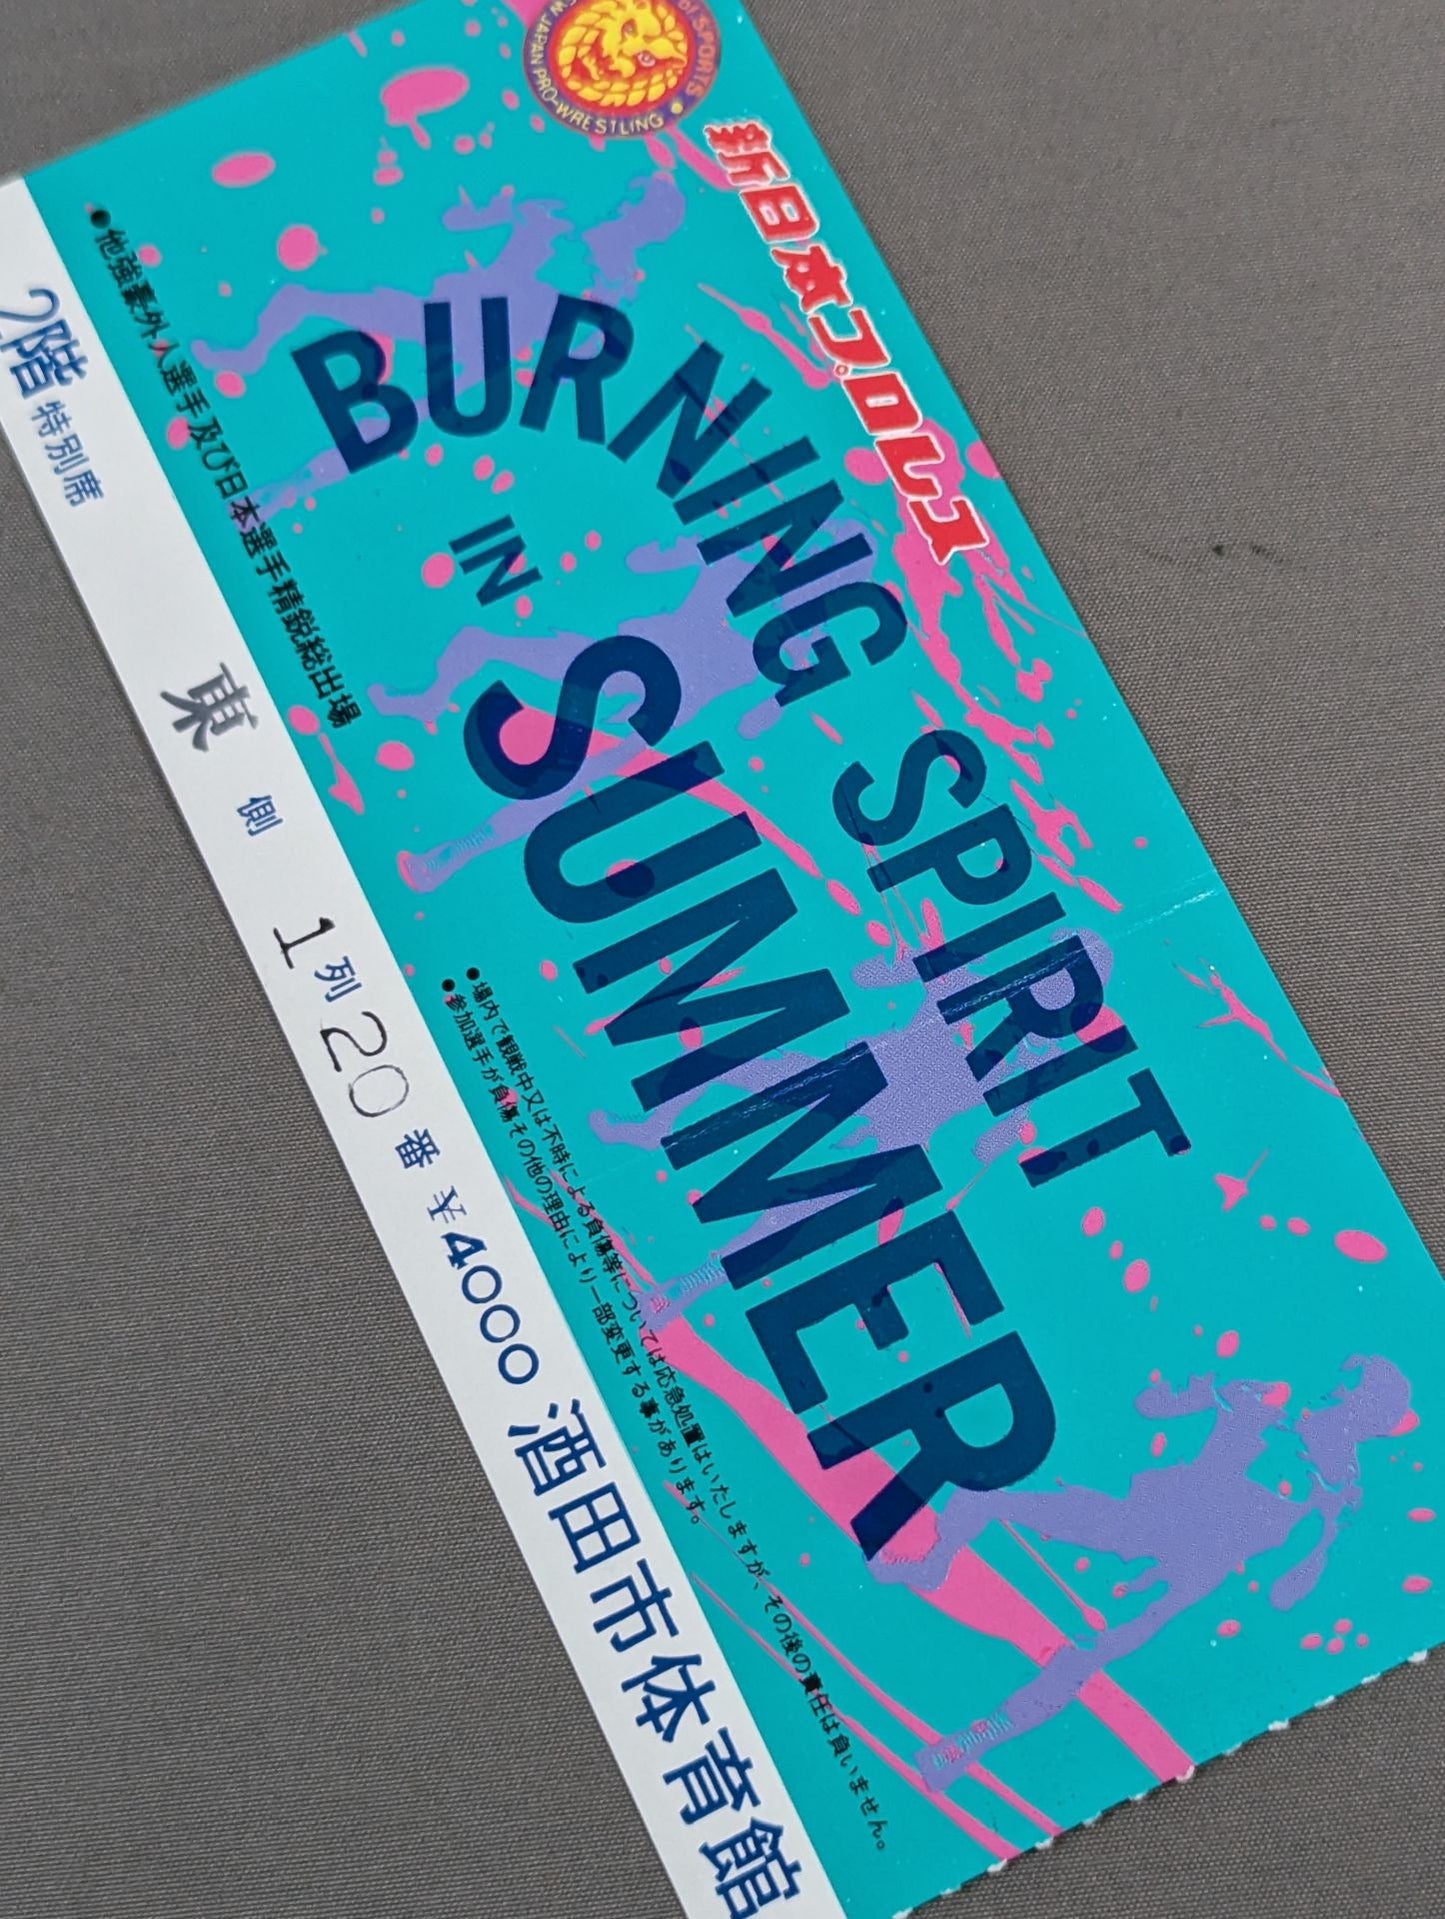 of SPORTS
NEW JAPAN PRO-WRESTLING
新日本プロレス
BURNING SPIRIT
IN
SUMMER
●他強豪外人選手及び日本選手精鋭総出場
●場内で観戦中又は不時による負傷等については応急処置はいたしますが、その後の責任は負いません。
●参加選手が負傷その他の理由により一部変更する事があります。
2階 特別席 東 側 1 列 20 番 ¥4000 酒田市体育館